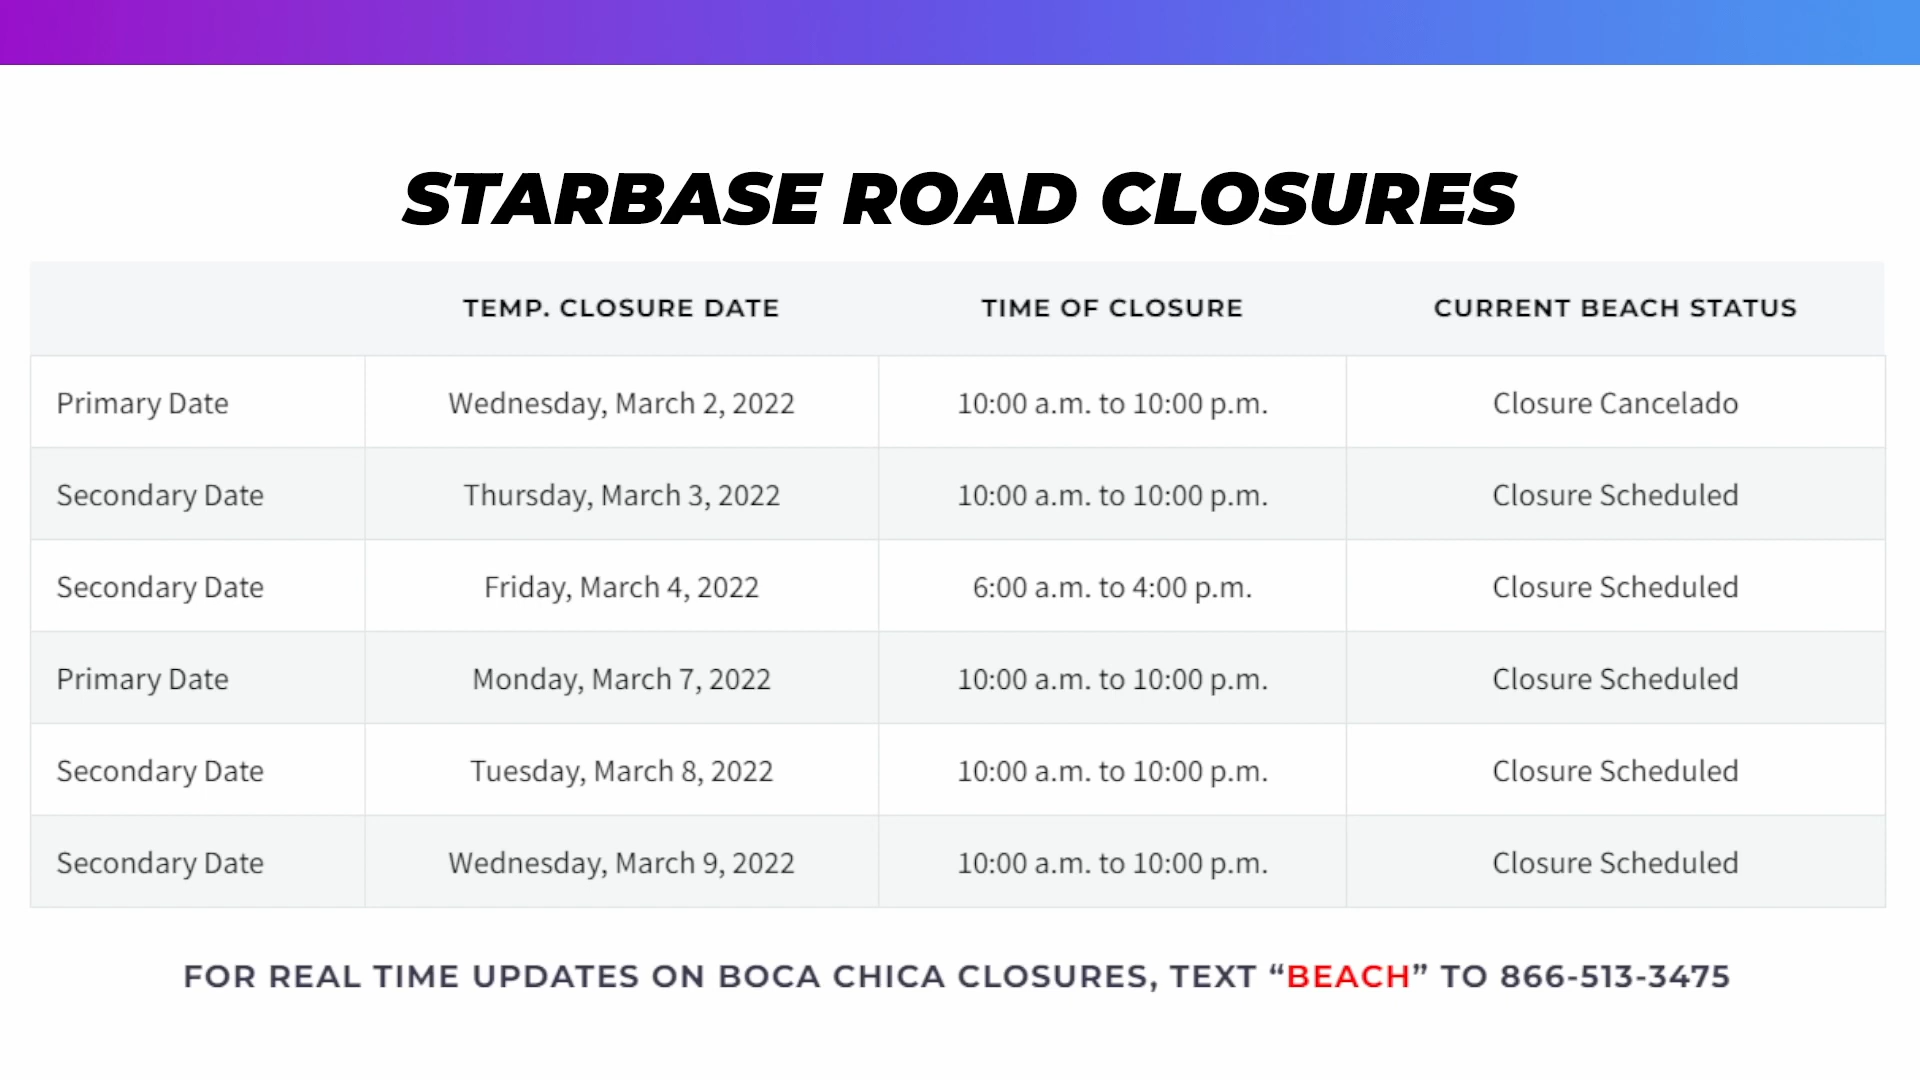 STARBASE ROAD CLOSURES
TEMP. CLOSURE DATE TIME OF CLOSURE CURRENT BEACH STATUS
Primary Date Wednesday, March 2, 2022 10:00 a.m. to 10:00 p.m. Closure Cancelado
Secondary Date Thursday, March 3, 2022 10:00 a.m. to 10:00 p.m. Closure Scheduled
Secondary Date Friday, March 4, 2022 6:00 a.m. to 4:00 p.m. Closure Scheduled
Primary Date Monday, March 7, 2022 10:00 a.m. to 10:00 p.m. Closure Scheduled
Secondary Date Tuesday, March 8, 2022 10:00 a.m. to 10:00 p.m. Closure Scheduled
Secondary Date Wednesday, March 9, 2022 10:00 a.m. to 10:00 p.m. Closure Scheduled
FOR REAL TIME UPDATES ON BOCA CHICA CLOSURES, TEXT “BEACH” TO 866-513-3475